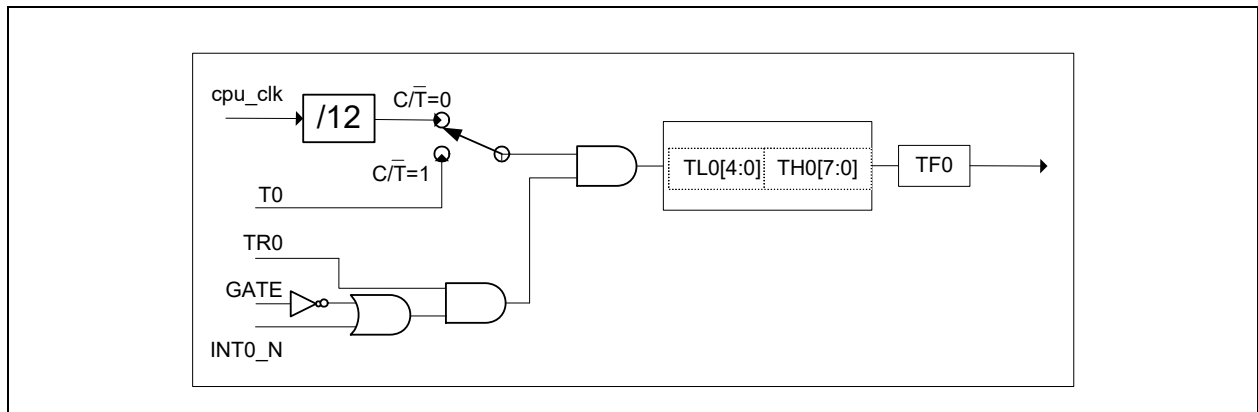 cpu_clk
/12
C/T̅=0
C/T̅=1
T0
TL0[4:0] TH0[7:0]
TF0
TR0
GATE
INT0_N